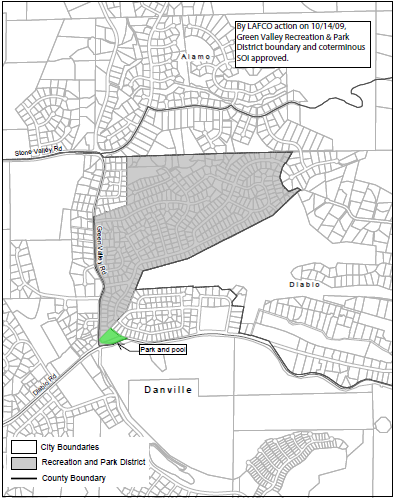 By LAFCO action on 10/14/09,
Green Valley Recreation & Park
District boundary and coterminous
SOI approved.
Alamo
Stone Valley Rd
Green Valley Rd
Diablo
Park and pool
Diablo Rd
Danville
City Boundaries
Recreation and Park District
County Boundary